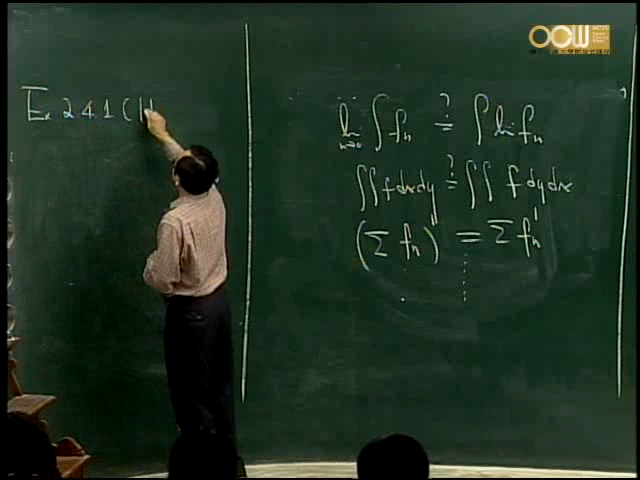 Ex 2.4.1 (1)
lim n→∞ ∫ fₙ ≟ ∫ lim fₙ
∫∫ f dx dy ≟ ∫∫ f dy dx
(Σ fₙ)' = Σ fₙ'
OCW